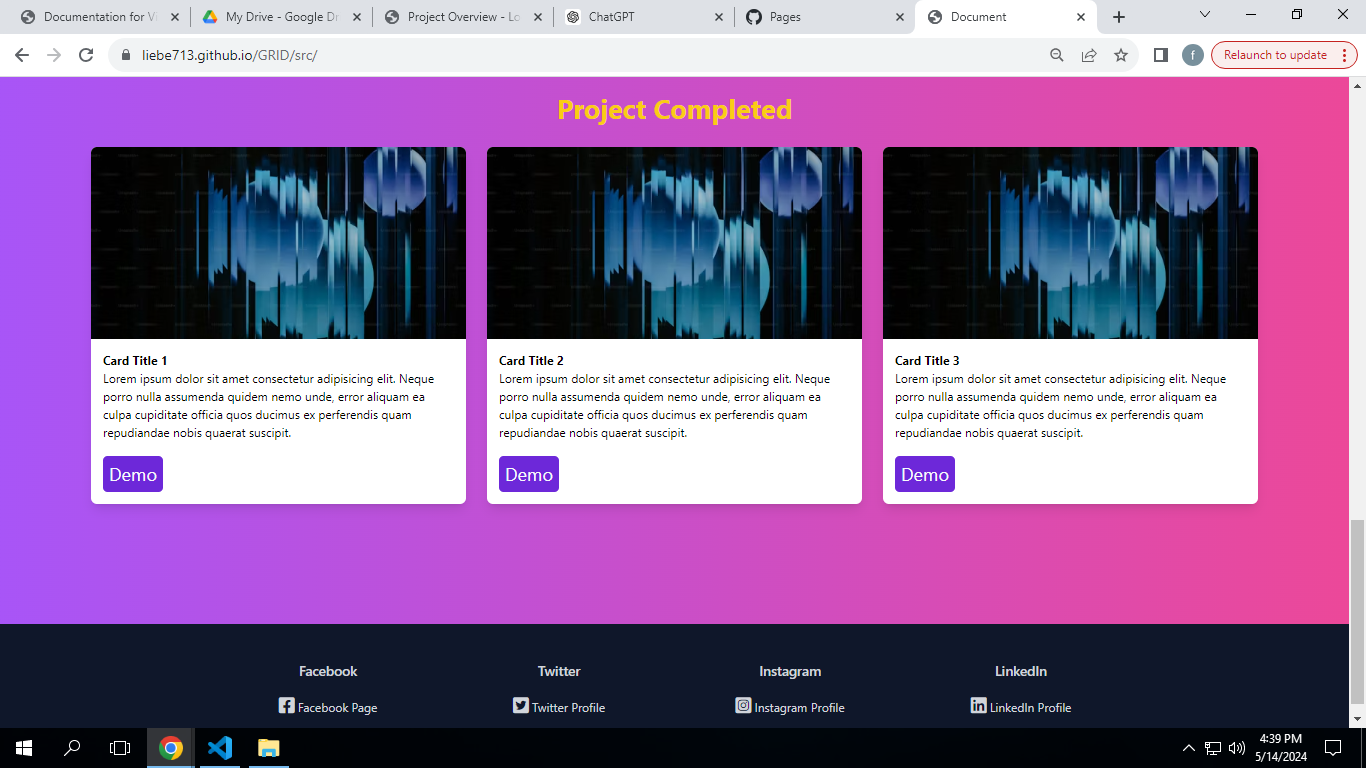 Documentation for Vi
My Drive - Google Dr
Project Overview - Lo
ChatGPT
Pages
Document
liebe713.github.io/GRID/src/
f
Relaunch to update
Project Completed
Card Title 1
Lorem ipsum dolor sit amet consectetur adipisicing elit. Neque
porro nulla assumenda quidem nemo unde, error aliquam ea
culpa cupiditate officia quos ducimus ex perferendis quam
repudiandae nobis quaerat suscipit.
Demo
Card Title 2
Lorem ipsum dolor sit amet consectetur adipisicing elit. Neque
porro nulla assumenda quidem nemo unde, error aliquam ea
culpa cupiditate officia quos ducimus ex perferendis quam
repudiandae nobis quaerat suscipit.
Demo
Card Title 3
Lorem ipsum dolor sit amet consectetur adipisicing elit. Neque
porro nulla assumenda quidem nemo unde, error aliquam ea
culpa cupiditate officia quos ducimus ex perferendis quam
repudiandae nobis quaerat suscipit.
Demo
Facebook
Facebook Page
Twitter
Twitter Profile
Instagram
Instagram Profile
LinkedIn
LinkedIn Profile
4:39 PM
5/14/2024